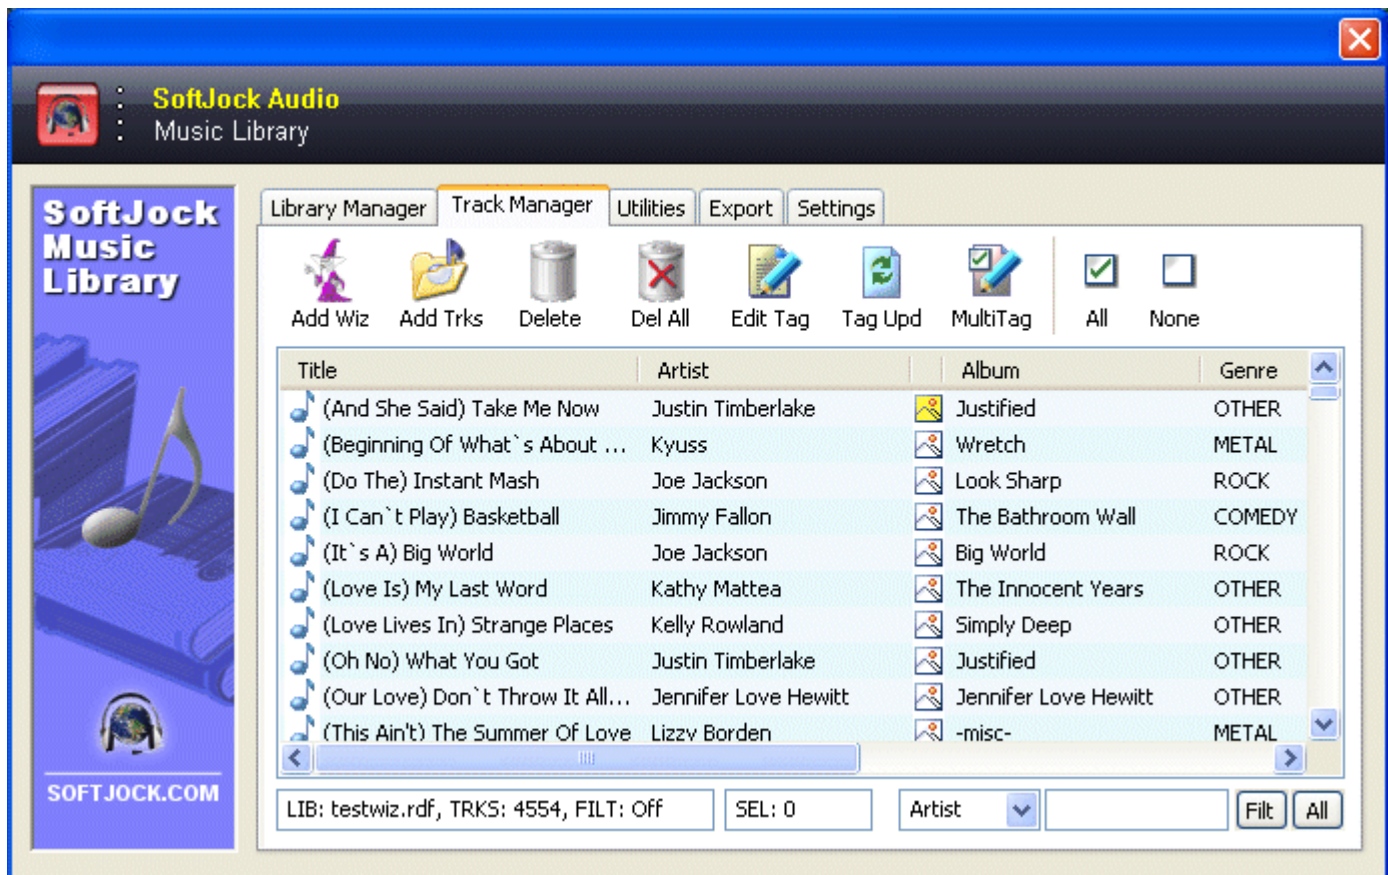 SoftJock Audio
Music Library
SoftJock
Music
Library
SOFTJOCK.COM
Library Manager Track Manager Utilities Export Settings
Add Wiz Add Trks Delete Del All Edit Tag Tag Upd MultiTag All None
Title Artist Album Genre
(And She Said) Take Me Now Justin Timberlake Justified OTHER
(Beginning Of What`s About ... Kyuss Wretch METAL
(Do The) Instant Mash Joe Jackson Look Sharp ROCK
(I Can`t Play) Basketball Jimmy Fallon The Bathroom Wall COMEDY
(It`s A) Big World Joe Jackson Big World ROCK
(Love Is) My Last Word Kathy Mattea The Innocent Years OTHER
(Love Lives In) Strange Places Kelly Rowland Simply Deep OTHER
(Oh No) What You Got Justin Timberlake Justified OTHER
(Our Love) Don`t Throw It All... Jennifer Love Hewitt Jennifer Love Hewitt OTHER
(This Ain't) The Summer Of Love Lizzy Borden -misc- METAL
LIB: testwiz.rdf, TRKS: 4554, FILT: Off SEL: 0 Artist Filt All